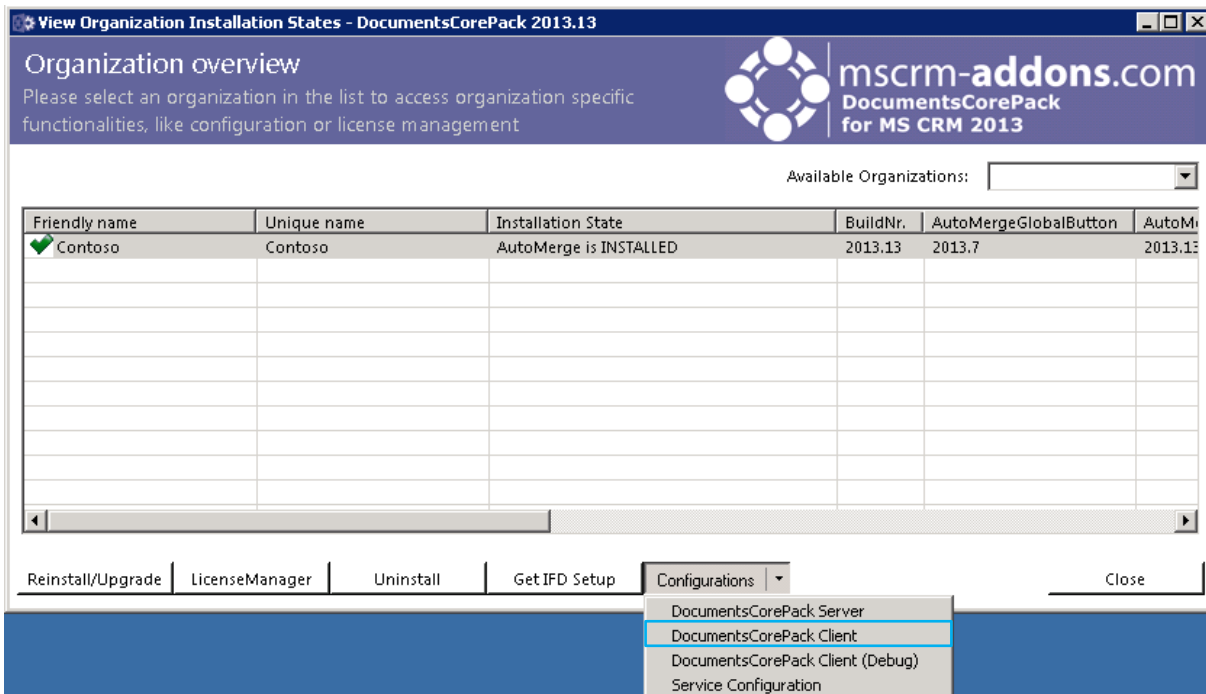 View Organization Installation States - DocumentsCorePack 2013.13
Organization overview
Please select an organization in the list to access organization specific
functionalities, like configuration or license management
mscrm-addons.com
DocumentsCorePack
for MS CRM 2013
Available Organizations:
Friendly name Unique name Installation State BuildNr. AutoMergeGlobalButton
Contoso Contoso AutoMerge is INSTALLED 2013.13 2013.7 2013.13
Reinstall/Upgrade LicenseManager Uninstall Get IFD Setup Configurations Close
DocumentsCorePack Server
DocumentsCorePack Client
DocumentsCorePack Client (Debug)
Service Configuration